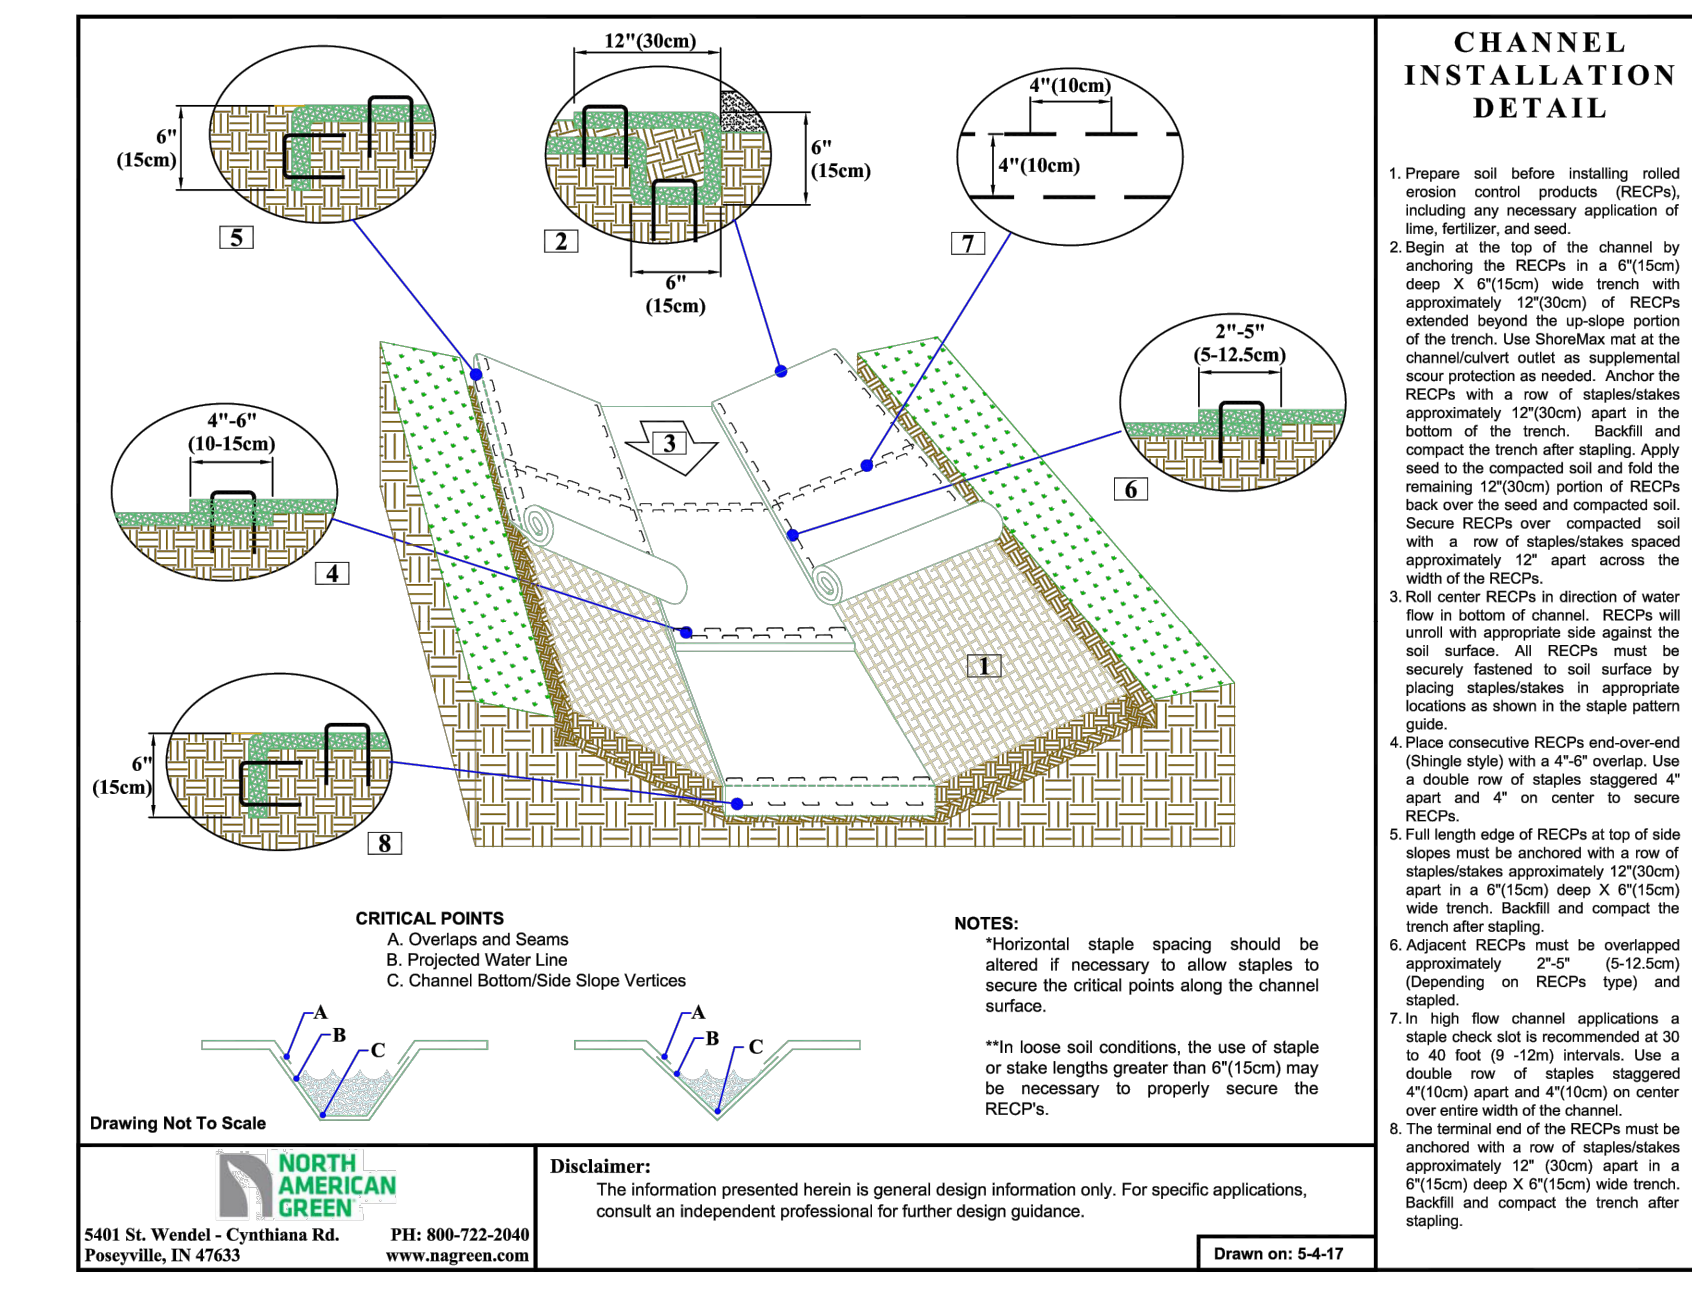 12"(30cm)
6"
(15cm)
5
6"
(15cm)
6"
(15cm)
2
4"(10cm)
4"(10cm)
7
2"-5"
(5-12.5cm)
6
3
4"-6"
(10-15cm)
4
1
6"
(15cm)
8
CRITICAL POINTS
A. Overlaps and Seams
B. Projected Water Line
C. Channel Bottom/Side Slope Vertices
A
B
C
A
B
C
Drawing Not To Scale
NOTES:
*Horizontal staple spacing should be
altered if necessary to allow staples to
secure the critical points along the channel
surface.
**In loose soil conditions, the use of staple
or stake lengths greater than 6"(15cm) may
be necessary to properly secure the
RECP's.
NORTH
AMERICAN
GREEN
5401 St. Wendel - Cynthiana Rd. PH: 800-722-2040
Poseyville, IN 47633 www.nagreen.com
Disclaimer:
The information presented herein is general design information only. For specific applications,
consult an independent professional for further design guidance.
Drawn on: 5-4-17
CHANNEL
INSTALLATION
DETAIL
1. Prepare soil before installing rolled
erosion control products (RECPs),
including any necessary application of
lime, fertilizer, and seed.
2. Begin at the top of the channel by
anchoring the RECPs in a 6"(15cm)
deep X 6"(15cm) wide trench with
approximately 12"(30cm) of RECPs
extended beyond the up-slope portion
of the trench. Use ShoreMax mat at the
channel/culvert outlet as supplemental
scour protection as needed. Anchor the
RECPs with a row of staples/stakes
approximately 12"(30cm) apart in the
bottom of the trench. Backfill and
compact the trench after stapling. Apply
seed to the compacted soil and fold the
remaining 12"(30cm) portion of RECPs
back over the seed and compacted soil.
Secure RECPs over compacted soil
with a row of staples/stakes spaced
approximately 12" apart across the
width of the RECPs.
3. Roll center RECPs in direction of water
flow in bottom of channel. RECPs will
unroll with appropriate side against the
soil surface. All RECPs must be
securely fastened to soil surface by
placing staples/stakes in appropriate
locations as shown in the staple pattern
guide.
4. Place consecutive RECPs end-over-end
(Shingle style) with a 4"-6" overlap. Use
a double row of staples staggered 4"
apart and 4" on center to secure
RECPs.
5. Full length edge of RECPs at top of side
slopes must be anchored with a row of
staples/stakes approximately 12"(30cm)
apart in a 6"(15cm) deep X 6"(15cm)
wide trench. Backfill and compact the
trench after stapling.
6. Adjacent RECPs must be overlapped
approximately 2"-5" (5-12.5cm)
(Depending on RECPs type) and
stapled.
7. In high flow channel applications a
staple check slot is recommended at 30
to 40 foot (9 -12m) intervals. Use a
double row of staples staggered
4"(10cm) apart and 4"(10cm) on center
over entire width of the channel.
8. The terminal end of the RECPs must be
anchored with a row of staples/stakes
approximately 12" (30cm) apart in a
6"(15cm) deep X 6"(15cm) wide trench.
Backfill and compact the trench after
stapling.